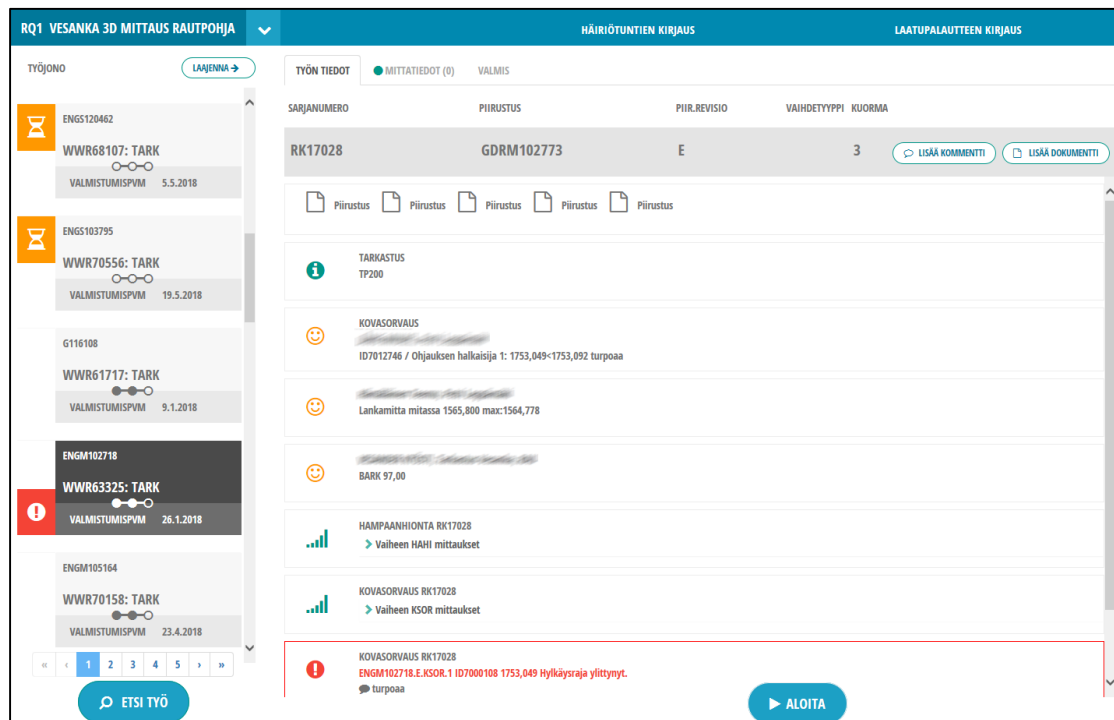 RQ1 VESANKA 3D MITTAUS RAUTPOHJA
HÄIRIÖTUNTIEN KIRJAUS
LAATUPALAUTTEEN KIRJAUS
TYÖJONO
LAAJENNA
ENGS120462
WWR68107: TARK
VALMISTUMISPVM 5.5.2018
ENGS103795
WWR70556: TARK
VALMISTUMISPVM 19.5.2018
G116108
WWR61717: TARK
VALMISTUMISPVM 9.1.2018
ENGM102718
WWR63325: TARK
VALMISTUMISPVM 26.1.2018
ENGM105164
WWR70158: TARK
VALMISTUMISPVM 23.4.2018
« ‹ 1 2 3 4 5 › »
ETSI TYÖ
TYÖN TIEDOT MITTATIEDOT (0) VALMIS
SARJANUMERO PIIRUSTUS PIIR.REVISIO VAIHDETYYPPI KUORMA
RK17028 GDRM102773 E 3 LISÄÄ KOMMENTTI LISÄÄ DOKUMENTTI
Piirustus Piirustus Piirustus Piirustus Piirustus
TARKASTUS
TP200
KOVASORVAUS
ID7012746 / Ohjauksen halkaisija 1: 1753,049<1753,092 turpoaa
Lankamitta mitassa 1565,800 max:1564,778
BARK 97,00
HAMPAANHIONTA RK17028
Vaiheen HAHI mittaukset
KOVASORVAUS RK17028
Vaiheen KSOR mittaukset
KOVASORVAUS RK17028
ENGM102718.E.KSOR.1 ID7000108 1753,049 Hylkäysraja ylittynyt.
turpoaa
ALOITA